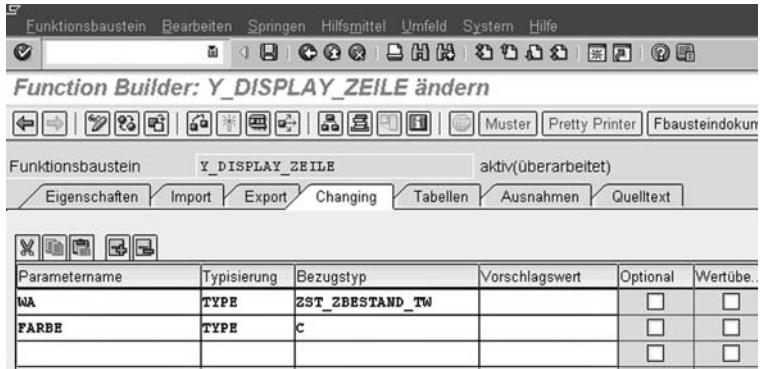 Funktionsbaustein Bearbeiten Springen Hilfsmittel Umfeld System Hilfe
Function Builder: Y_DISPLAY_ZEILE ändern
Muster Pretty Printer Fbausteindokum
Funktionsbaustein Y_DISPLAY_ZEILE aktiv(überarbeitet)
Eigenschaften Import Export Changing Tabellen Ausnahmen Quelltext
Parametername Typisierung Bezugstyp Vorschlagswert Optional Wertübe..
WA TYPE ZST_ZBESTAND_TW
FARBE TYPE C